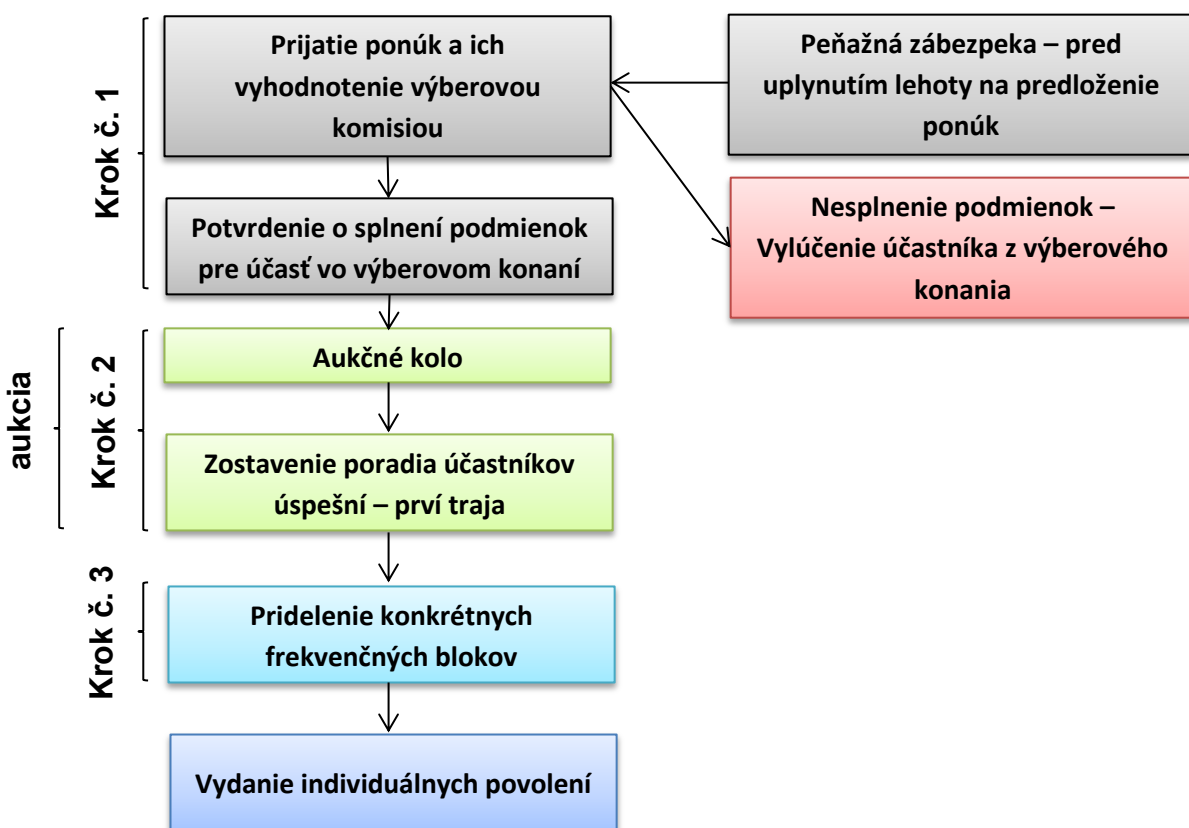 Krok č. 1
Prijatie ponúk a ich
vyhodnotenie výberovou
komisiou
Peňažná zábezpeka – pred
uplynutím lehoty na predloženie
ponúk
Nesplnenie podmienok –
Vylúčenie účastníka z výberového
konania
Potvrdenie o splnení podmienok
pre účasť vo výberovom konaní
aukcia
Krok č. 2
Aukčné kolo
Zostavenie poradia účastníkov
úspešní – prví traja
Krok č. 3
Pridelenie konkrétnych
frekvenčných blokov
Vydanie individuálnych povolení